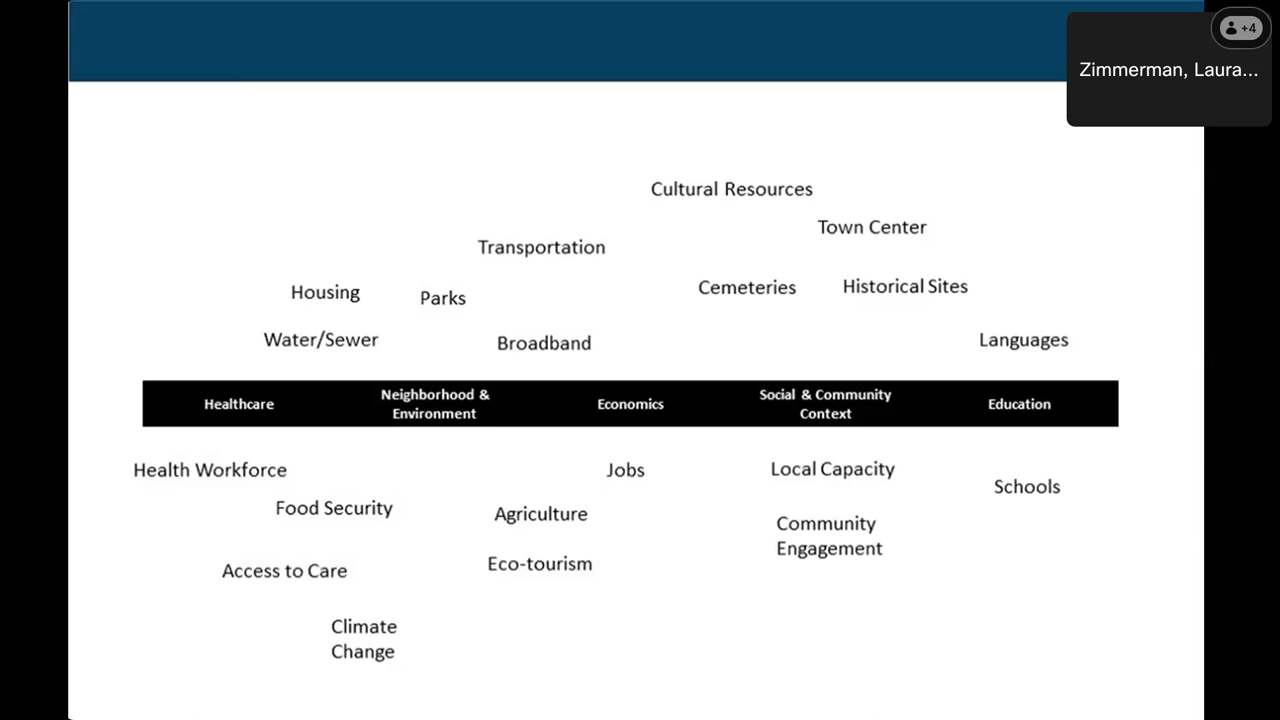 +4
Zimmerman, Laura...
Cultural Resources
Town Center
Transportation
Cemeteries
Historical Sites
Housing
Parks
Water/Sewer
Broadband
Languages
Healthcare
Neighborhood &
Environment
Economics
Social & Community
Context
Education
Health Workforce
Jobs
Local Capacity
Schools
Food Security
Agriculture
Community
Engagement
Eco-tourism
Access to Care
Climate
Change